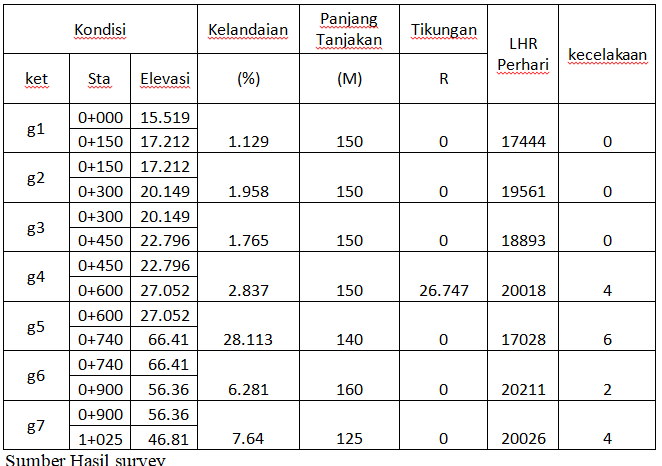 Kondisi Kelandaian Panjang Tanjakan Tikungan LHR Perhari kecelakaan
ket Sta Elevasi (%) (M) R
g1 0+000 15.519
0+150 17.212 1.129 150 0 17444 0
g2 0+150 17.212
0+300 20.149 1.958 150 0 19561 0
g3 0+300 20.149
0+450 22.796 1.765 150 0 18893 0
g4 0+450 22.796
0+600 27.052 2.837 150 26.747 20018 4
g5 0+600 27.052
0+740 66.41 28.113 140 0 17028 6
g6 0+740 66.41
0+900 56.36 6.281 160 0 20211 2
g7 0+900 56.36
1+025 46.81 7.64 125 0 20026 4
Sumber Hasil survey